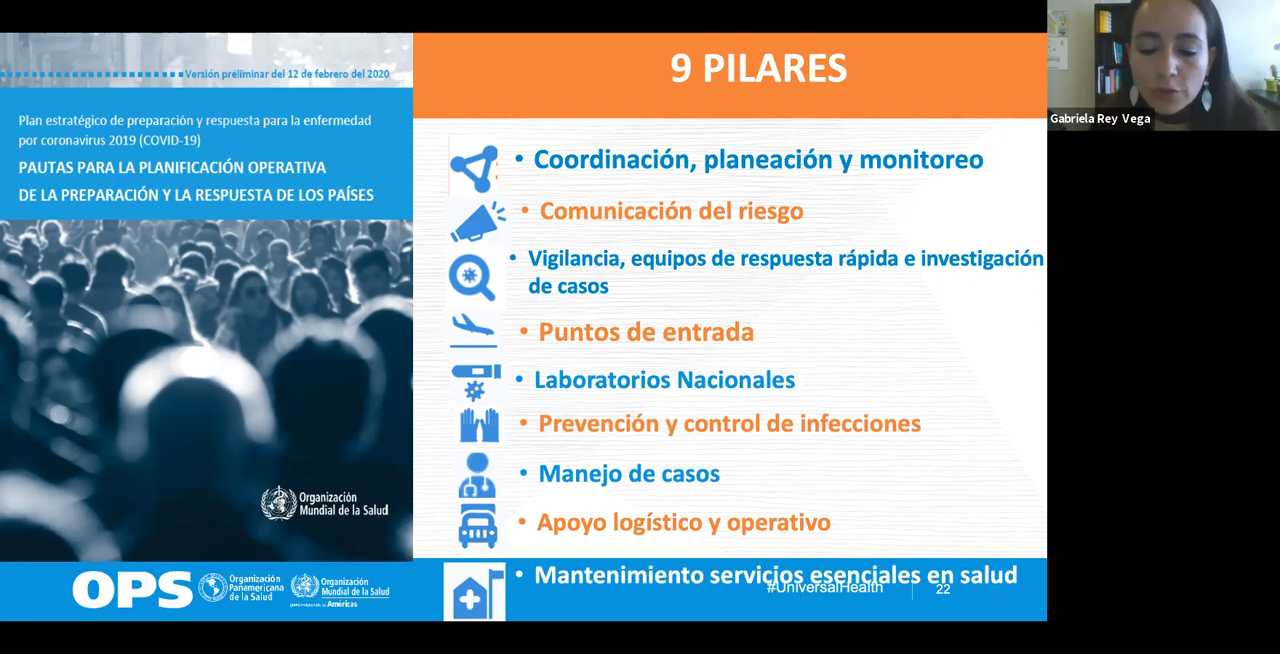 Versión preliminar del 12 de febrero del 2020
Plan estratégico de preparación y respuesta para la enfermedad
por coronavirus 2019 (COVID-19)
PAUTAS PARA LA PLANIFICACIÓN OPERATIVA
DE LA PREPARACIÓN Y LA RESPUESTA DE LOS PAÍSES
Organización
Mundial de la Salud
9 PILARES
• Coordinación, planeación y monitoreo
• Comunicación del riesgo
• Vigilancia, equipos de respuesta rápida e investigación
de casos
• Puntos de entrada
• Laboratorios Nacionales
• Prevención y control de infecciones
• Manejo de casos
• Apoyo logístico y operativo
• Mantenimiento servicios esenciales en salud
OPS
Organización
Panamericana
de la Salud
Organización
Mundial de la Salud
Américas
#UniversalHealth
22
Gabriela Rey Vega